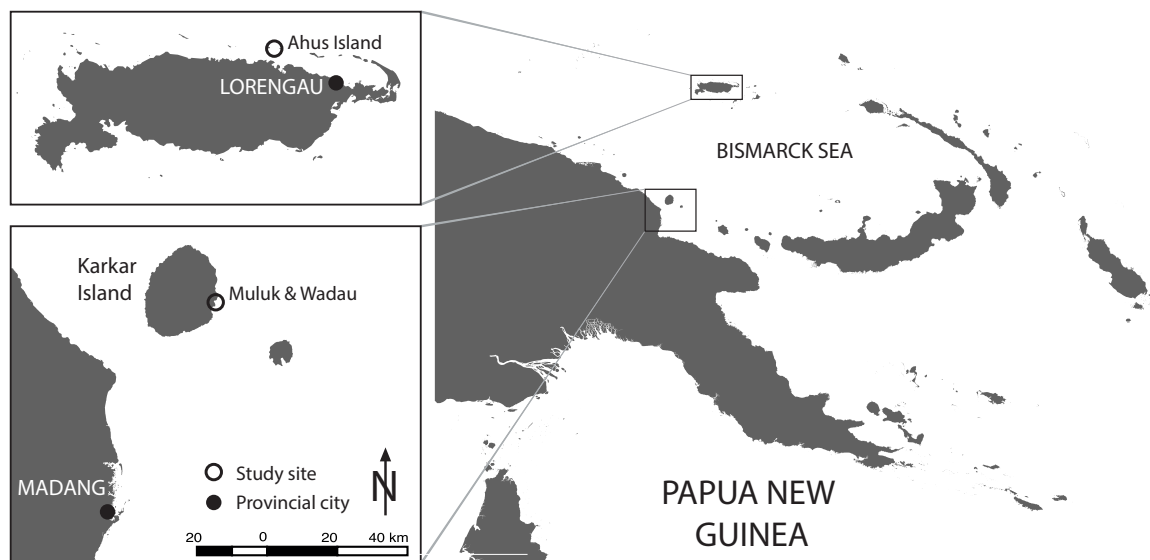 Ahus Island
LORENGAU
BISMARCK SEA
Karkar
Island
Muluk & Wadau
MADANG
Study site
Provincial city
N
20 0 20 40 km
PAPUA NEW
GUINEA